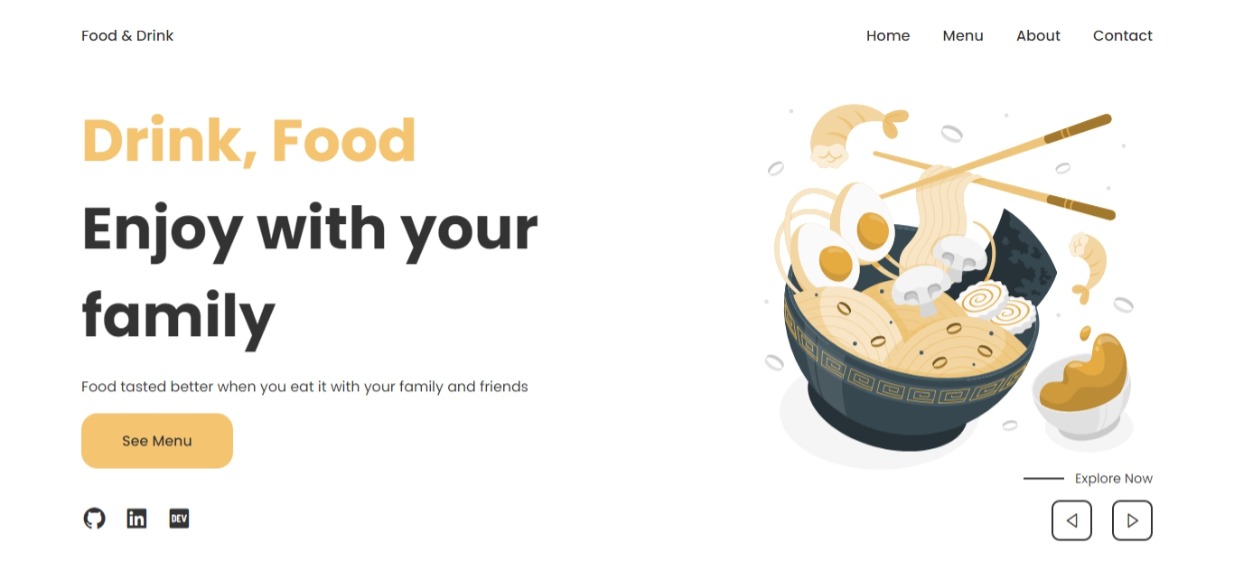 Food & Drink
Home Menu About Contact
Drink, Food
Enjoy with your
family
Food tasted better when you eat it with your family and friends
See Menu
in DEV
Explore Now